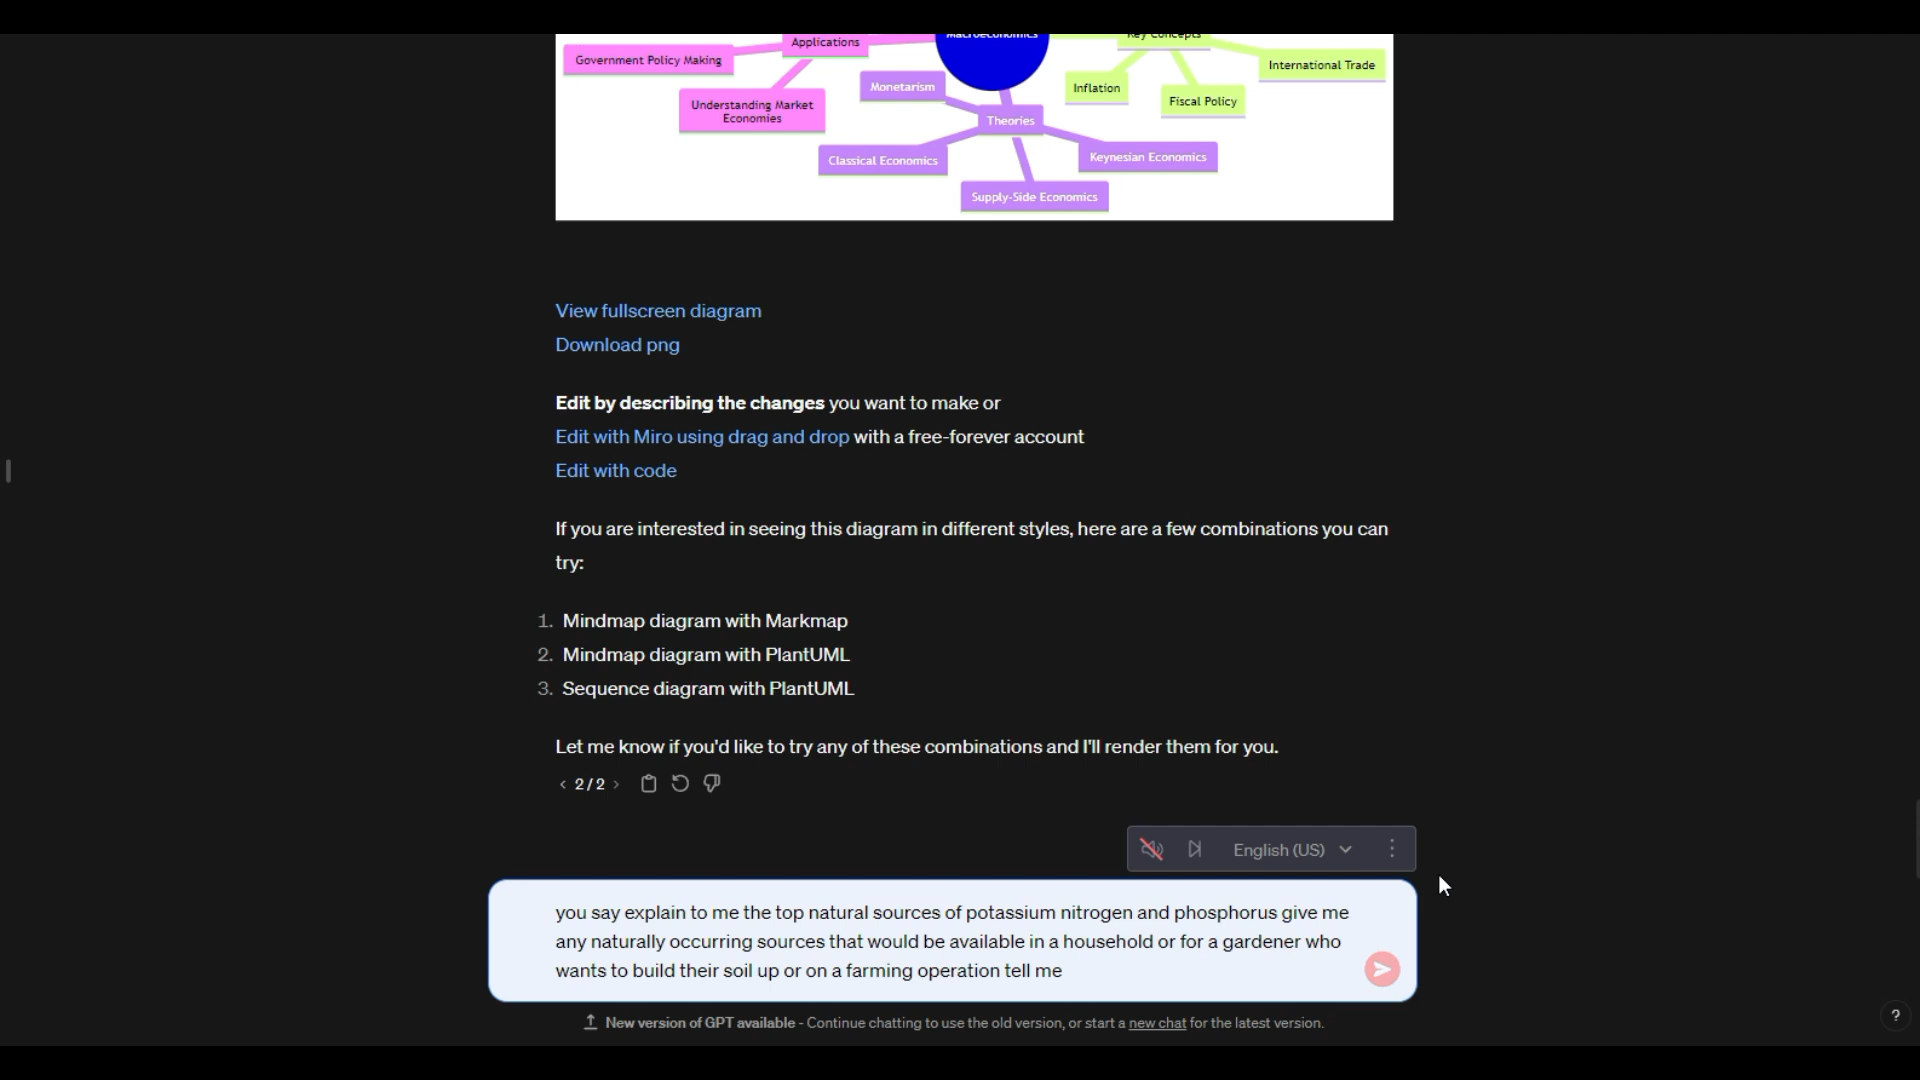 Macroeconomics
Key Concepts
Applications
Government Policy Making
International Trade
Monetarism
Inflation
Understanding Market
Economies
Fiscal Policy
Theories
Classical Economics
Keynesian Economics
Supply-Side Economics
View fullscreen diagram
Download png
Edit by describing the changes you want to make or
Edit with Miro using drag and drop with a free-forever account
Edit with code
If you are interested in seeing this diagram in different styles, here are a few combinations you can
try:
1. Mindmap diagram with Markmap
2. Mindmap diagram with PlantUML
3. Sequence diagram with PlantUML
Let me know if you'd like to try any of these combinations and I'll render them for you.
2 / 2
English (US)
you say explain to me the top natural sources of potassium nitrogen and phosphorus give me
any naturally occurring sources that would be available in a household or for a gardener who
wants to build their soil up or on a farming operation tell me
New version of GPT available - Continue chatting to use the old version, or start a new chat for the latest version.
?